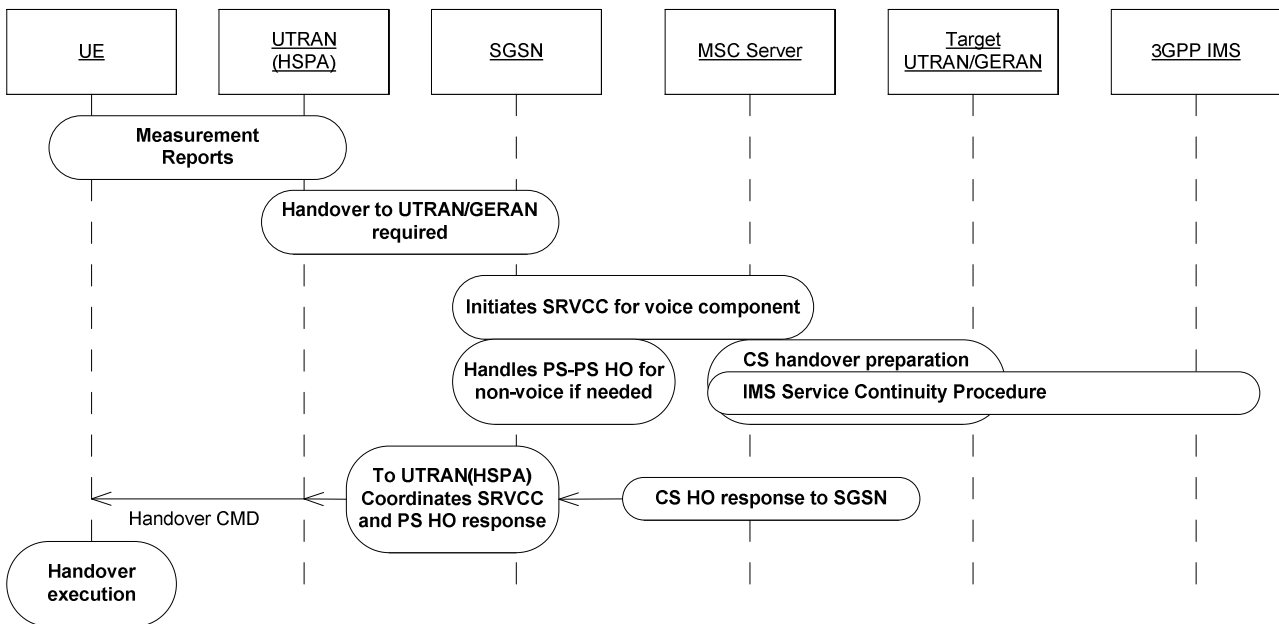 UE
UTRAN
(HSPA)
SGSN
MSC Server
Target
UTRAN/GERAN
3GPP IMS
Measurement
Reports
Handover to UTRAN/GERAN
required
Initiates SRVCC for voice component
Handles PS-PS HO for
non-voice if needed
CS handover preparation
IMS Service Continuity Procedure
To UTRAN(HSPA)
Coordinates SRVCC
and PS HO response
CS HO response to SGSN
Handover CMD
Handover
execution